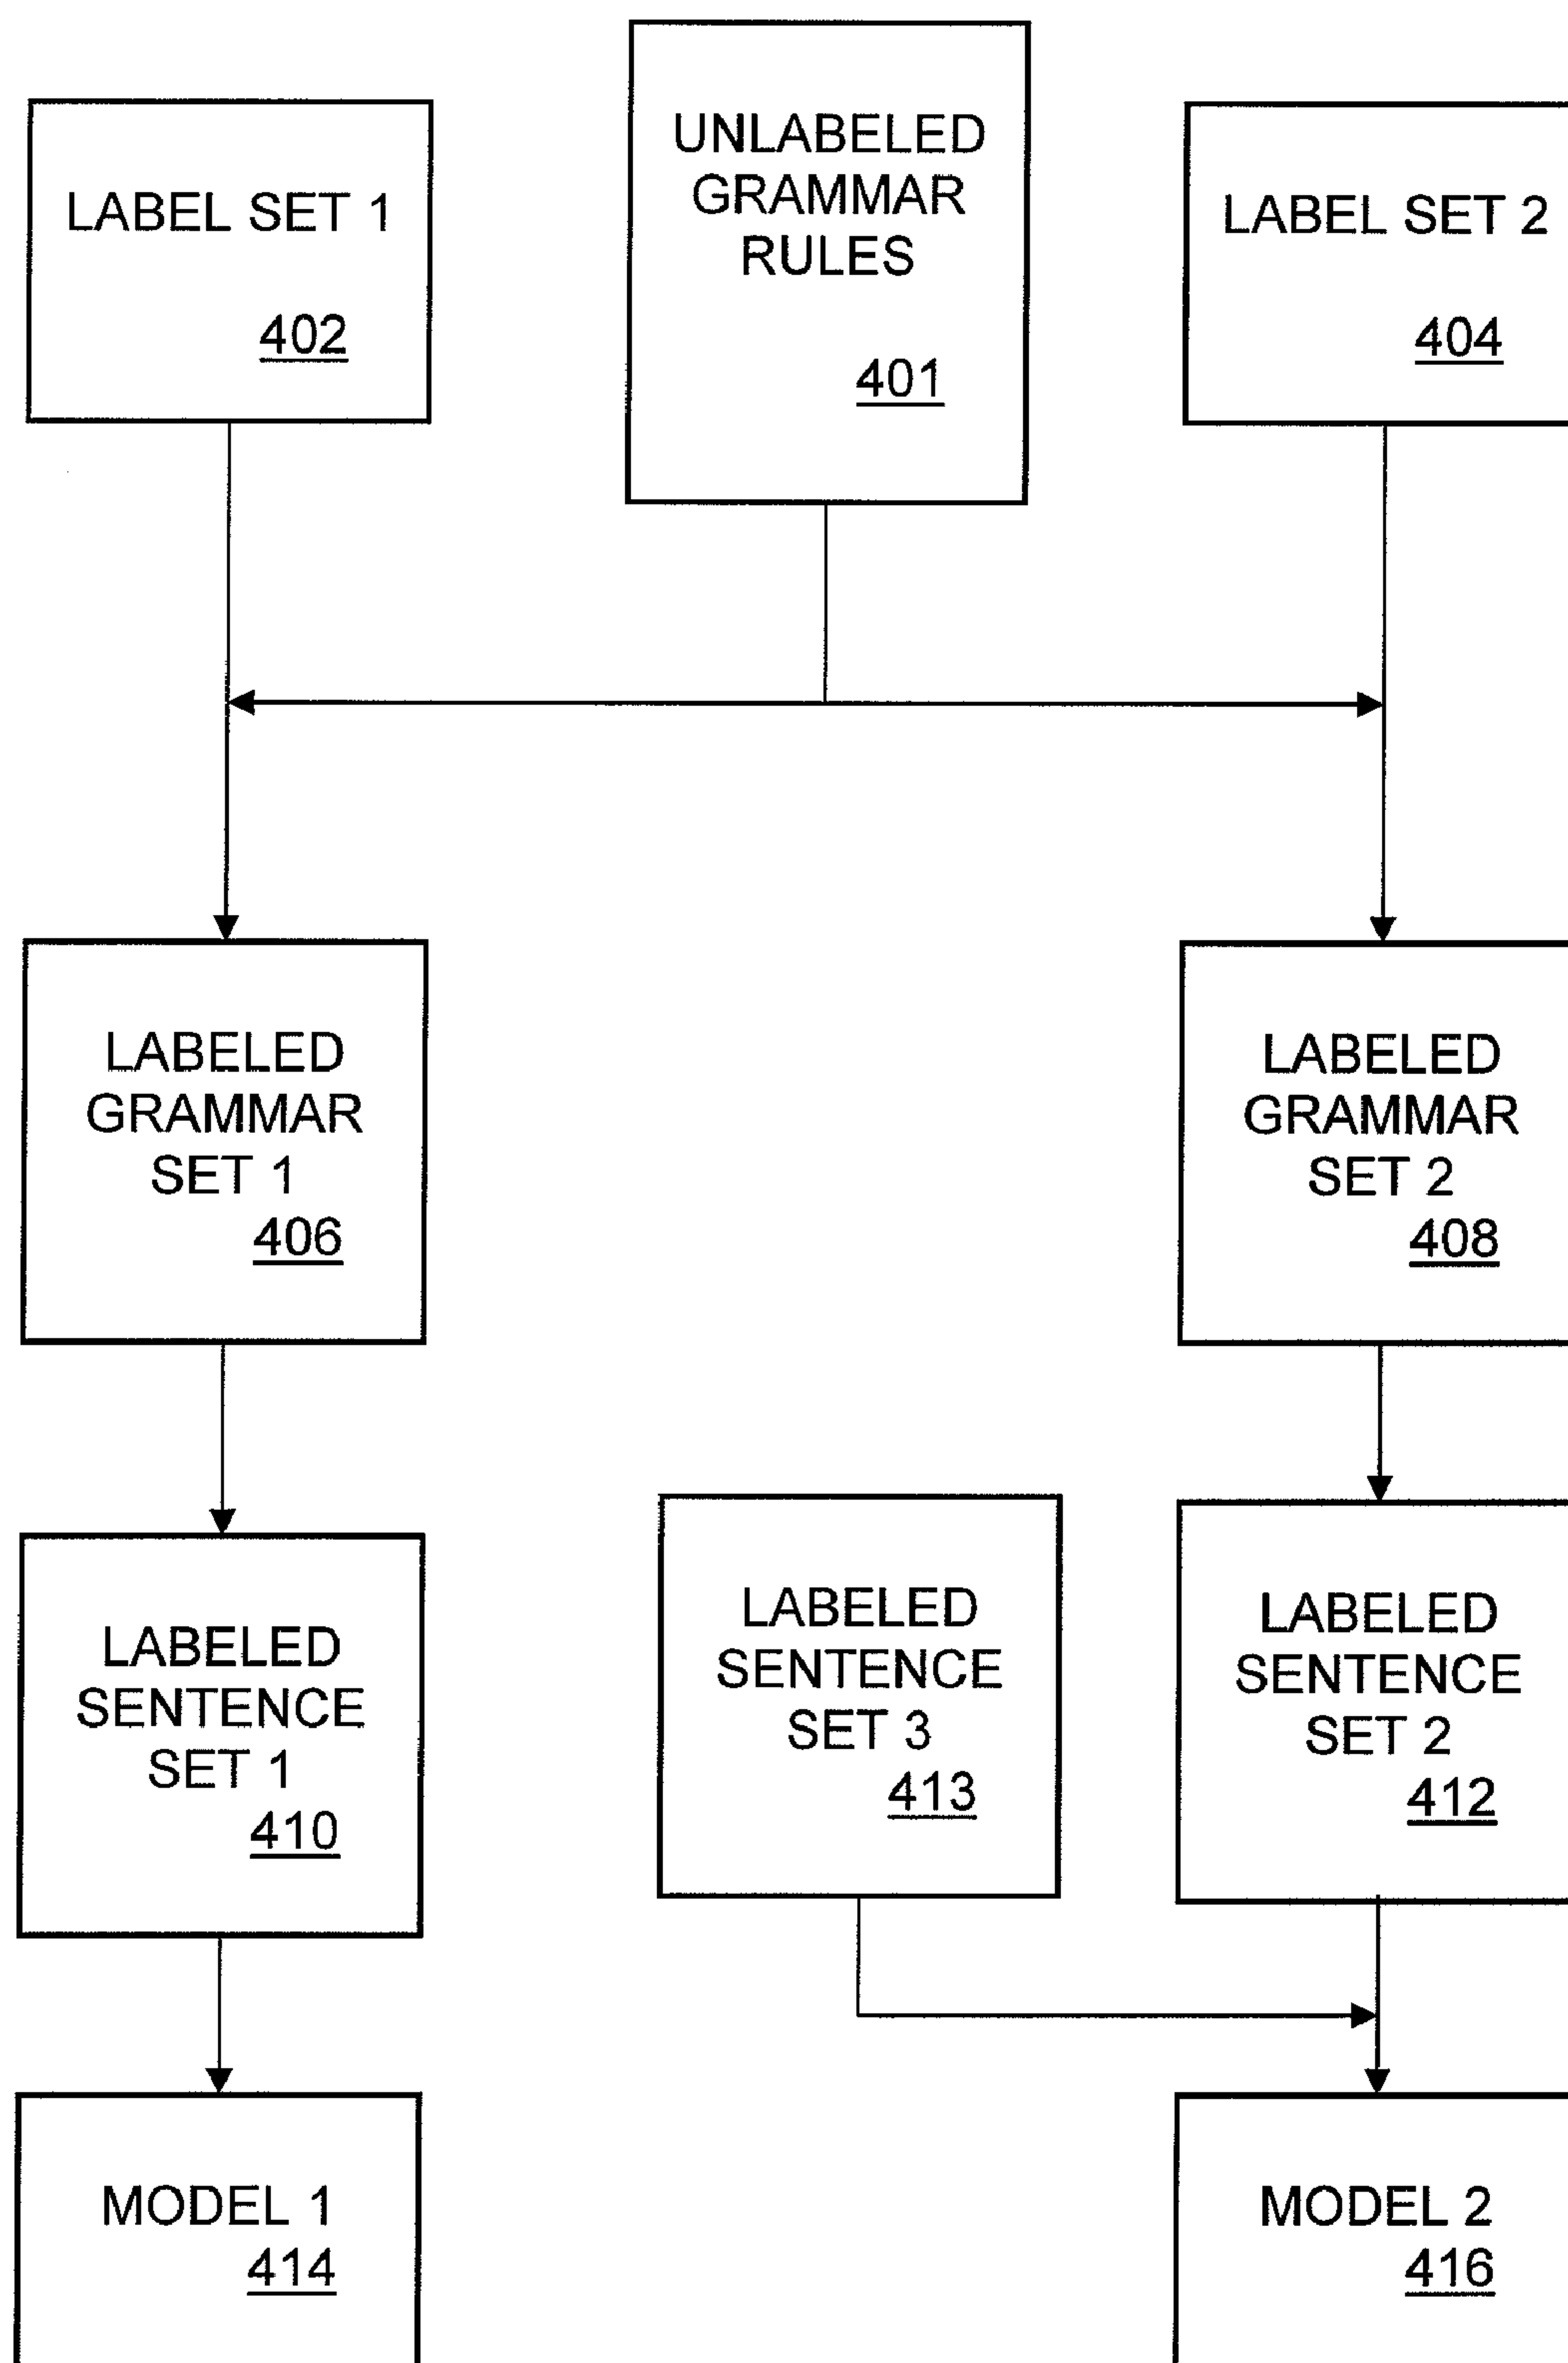 LABEL SET 1
402
UNLABELED
GRAMMAR
RULES
401
LABEL SET 2
404
LABELED
GRAMMAR
SET 1
406
LABELED
GRAMMAR
SET 2
408
LABELED
SENTENCE
SET 1
410
LABELED
SENTENCE
SET 3
413
LABELED
SENTENCE
SET 2
412
MODEL 1
414
MODEL 2
416